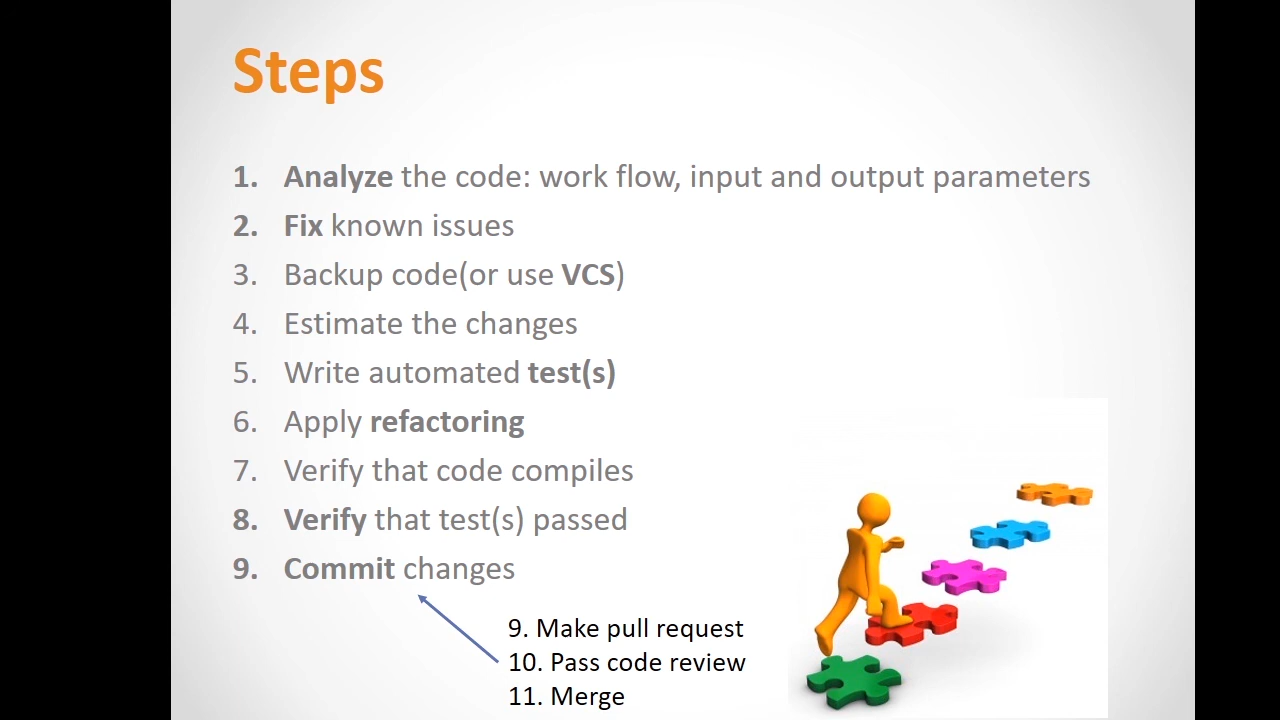 Steps
1. Analyze the code: work flow, input and output parameters
2. Fix known issues
3. Backup code(or use VCS)
4. Estimate the changes
5. Write automated test(s)
6. Apply refactoring
7. Verify that code compiles
8. Verify that test(s) passed
9. Commit changes
9. Make pull request
10. Pass code review
11. Merge